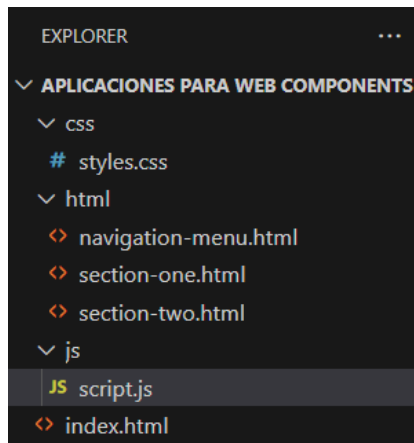 EXPLORER ...
APLICACIONES PARA WEB COMPONENTS
css
# styles.css
html
<> navigation-menu.html
<> section-one.html
<> section-two.html
js
JS script.js
<> index.html